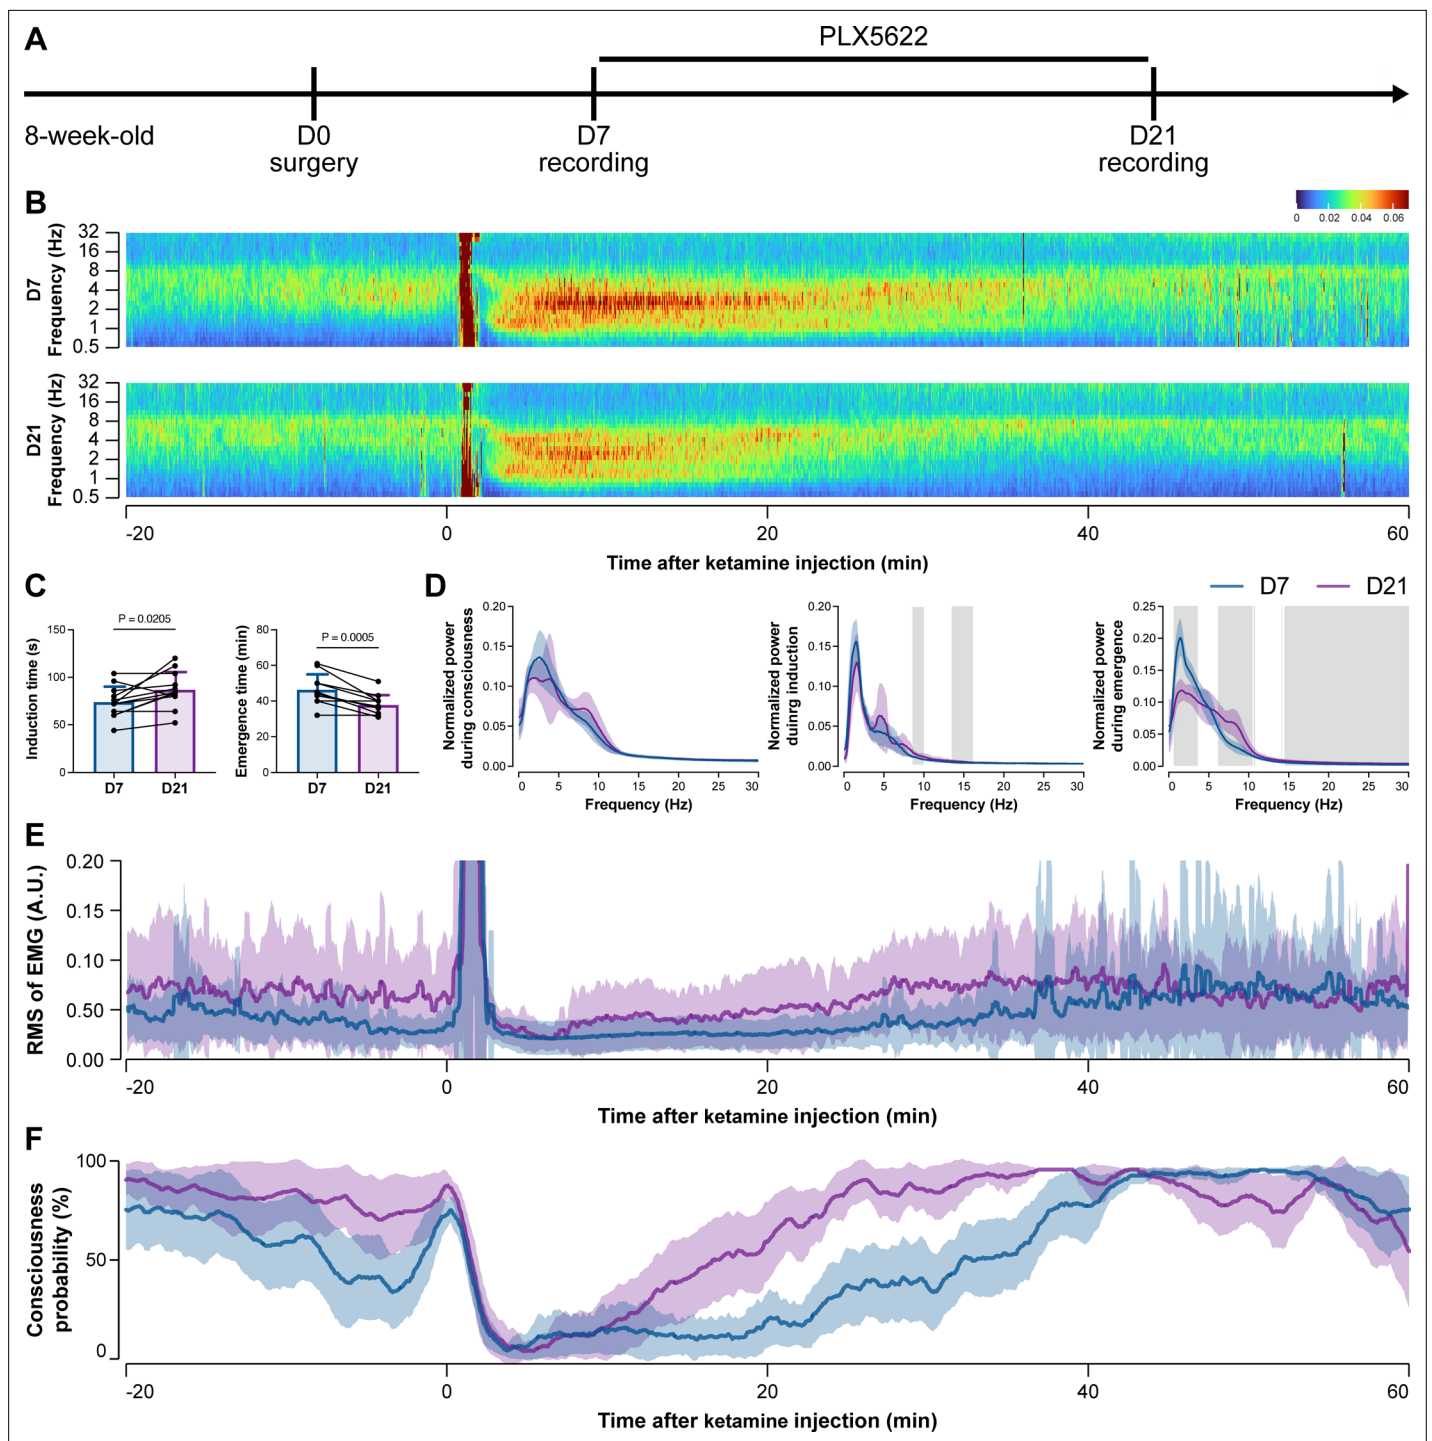 A
PLX5622
8-week-old
D0
surgery
D7
recording
D21
recording
B
0 0.02 0.04 0.06
D7
Frequency (Hz)
32
16
8
4
2
1
0.5
D21
Frequency (Hz)
32
16
8
4
2
1
0.5
-20 0 20 40 60
Time after ketamine injection (min)
C
Induction time (s)
150
100
50
0
P = 0.0205
D7 D21
Emergence time (min)
80
60
40
20
0
P = 0.0005
D7 D21
D
D7 D21
Normalized power
during consciousness
0.20
0.15
0.10
0.05
0.00
0 5 10 15 20 25 30
Frequency (Hz)
Normalized power
duinrg induction
0.20
0.15
0.10
0.05
0.00
0 5 10 15 20 25 30
Frequency (Hz)
Normalized power
during emergence
0.25
0.20
0.15
0.10
0.05
0.00
0 5 10 15 20 25 30
Frequency (Hz)
E
RMS of EMG (A.U.)
0.20
0.15
0.10
0.50
0.00
-20 0 20 40 60
Time after ketamine injection (min)
F
Consciousness
probability (%)
100
50
0
-20 0 20 40 60
Time after ketamine injection (min)